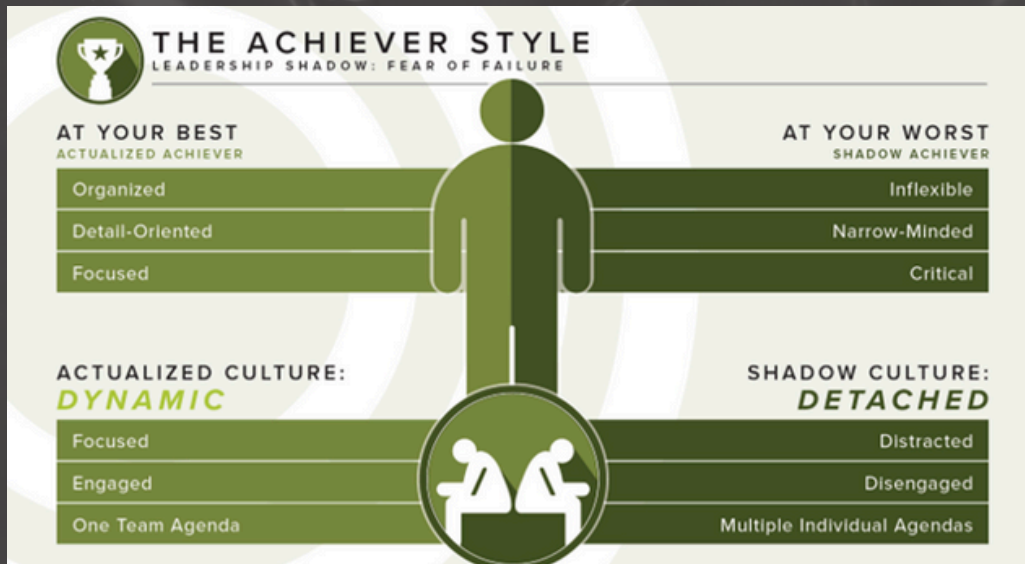 THE ACHIEVER STYLE
LEADERSHIP SHADOW: FEAR OF FAILURE
AT YOUR BEST
ACTUALIZED ACHIEVER
Organized
Detail-Oriented
Focused
AT YOUR WORST
SHADOW ACHIEVER
Inflexible
Narrow-Minded
Critical
ACTUALIZED CULTURE:
DYNAMIC
Focused
Engaged
One Team Agenda
SHADOW CULTURE:
DETACHED
Distracted
Disengaged
Multiple Individual Agendas